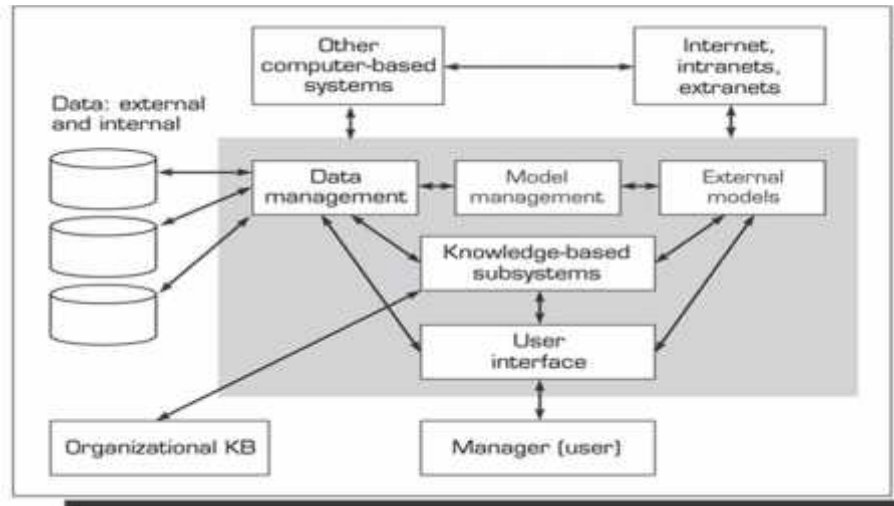 Other
computer-based
systems
Internet,
intranets,
extranets
Data: external
and internal
Data
management
Model
management
External
models
Knowledge-based
subsystems
User
interface
Organizational KB
Manager (user)